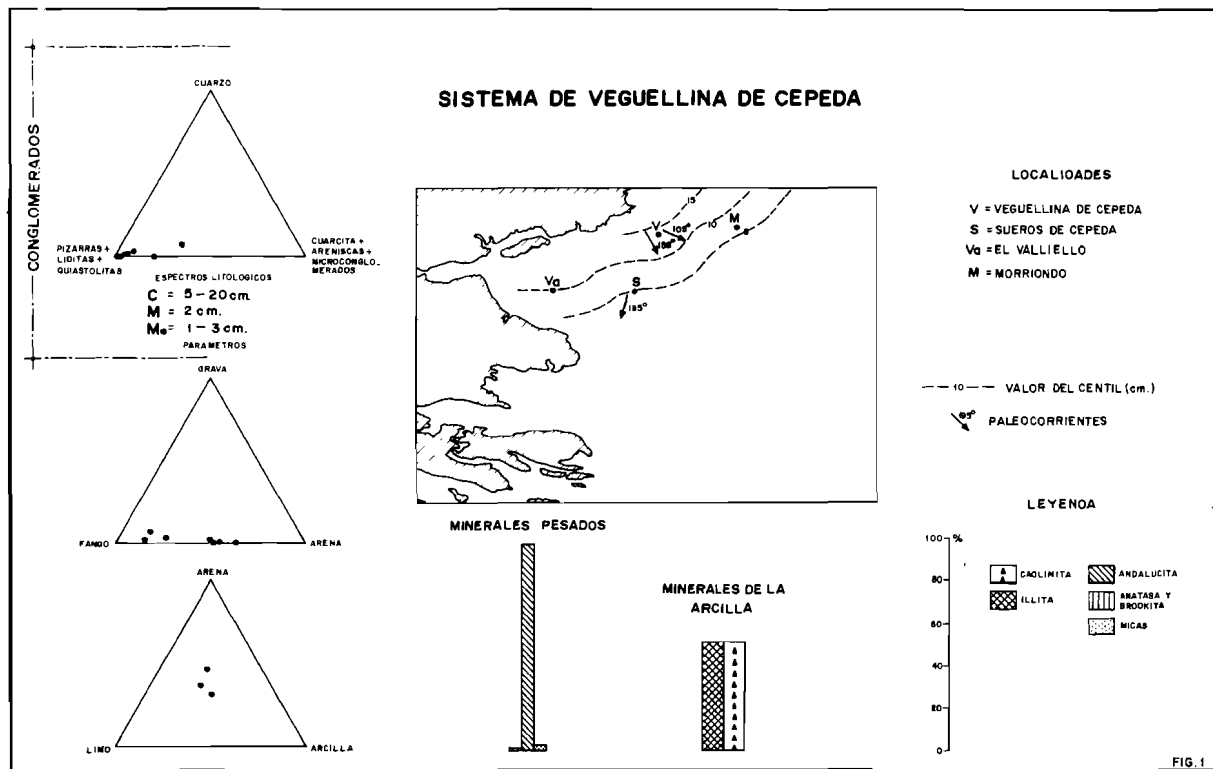 SISTEMA DE VEGUELLINA DE CEPEDA
CONGLOMERADOS
CUARZO
PIZARRAS +
LIDITAS +
QUIASTOLITAS
CUARCITA +
ARENISCAS +
MICROCONGLO_
MERADOS
ESPECTROS LITOLOGICOS
C = 5-20 cm.
M = 2 cm.
Mo = 1-3 cm.
PARAMETROS
GRAVA
FANGO
ARENA
ARENA
LIMO
ARCILLA
15
10
V
105°
M
Va
S
185°
MINERALES PESADOS
MINERALES DE LA
ARCILLA
LOCALIDADES
V = VEGUELLINA DE CEPEDA
S = SUEROS DE CEPEDA
Va = EL VALLIELLO
M = MORRIONDO
10 VALOR DEL CENTIL (cm.)
95° PALEOCORRIENTES
LEYENDA
100 %
80
60
40
20
0
CAOLINITA
ILLITA
ANDALUCITA
ANATASA Y
BROOKITA
MICAS
FIG. 1